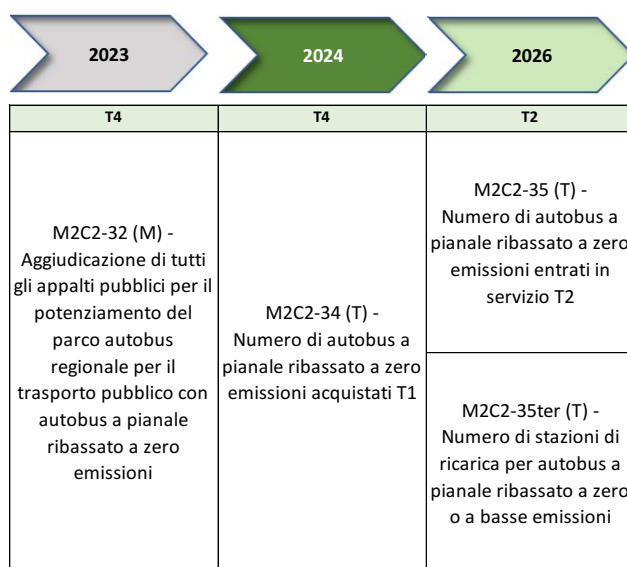 2023
2024
2026
T4
T4
T2
M2C2-32 (M) -
Aggiudicazione di tutti
gli appalti pubblici per il
potenziamento del
parco autobus
regionale per il
trasporto pubblico con
autobus a pianale
ribassato a zero
emissioni
M2C2-34 (T) -
Numero di autobus a
pianale ribassato a zero
emissioni acquistati T1
M2C2-35 (T) -
Numero di autobus a
pianale ribassato a zero
emissioni entrati in
servizio T2
M2C2-35ter (T) -
Numero di stazioni di
ricarica per autobus a
pianale ribassato a zero
o a basse emissioni